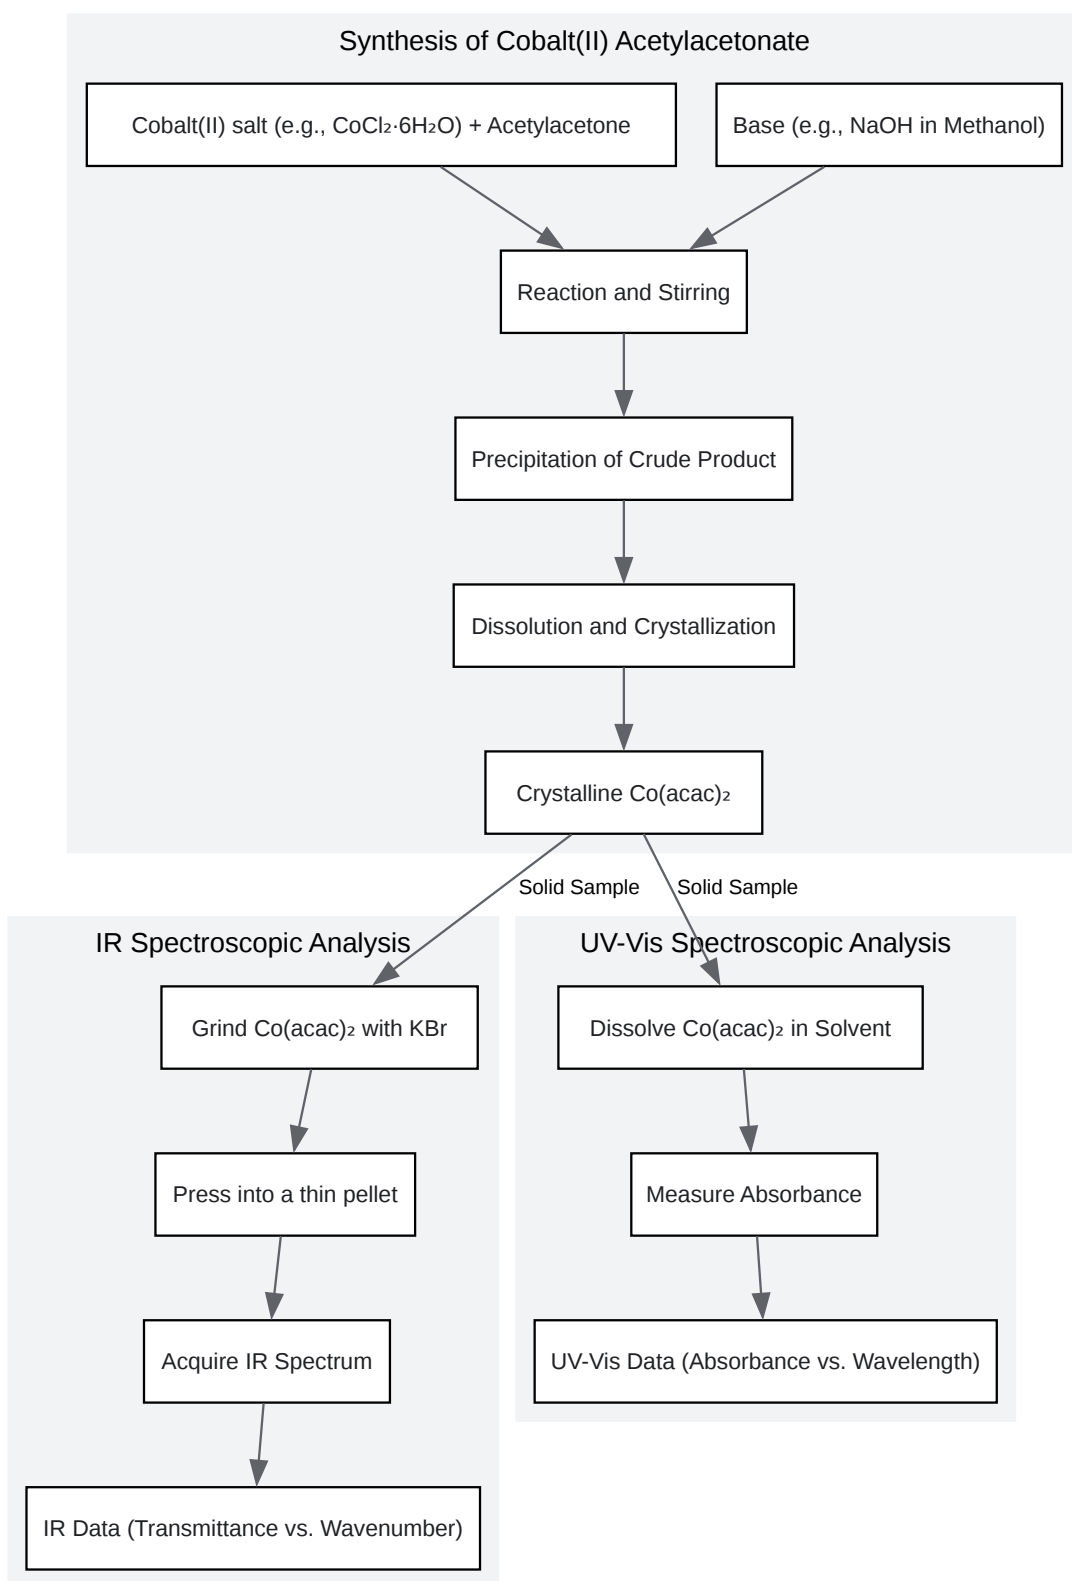 Synthesis of Cobalt(II) Acetylacetonate
Cobalt(II) salt (e.g., CoCl₂·6H₂O) + Acetylacetone
Base (e.g., NaOH in Methanol)
Reaction and Stirring
Precipitation of Crude Product
Dissolution and Crystallization
Crystalline Co(acac)₂
Solid Sample
Solid Sample
IR Spectroscopic Analysis
Grind Co(acac)₂ with KBr
Press into a thin pellet
Acquire IR Spectrum
IR Data (Transmittance vs. Wavenumber)
UV-Vis Spectroscopic Analysis
Dissolve Co(acac)₂ in Solvent
Measure Absorbance
UV-Vis Data (Absorbance vs. Wavelength)